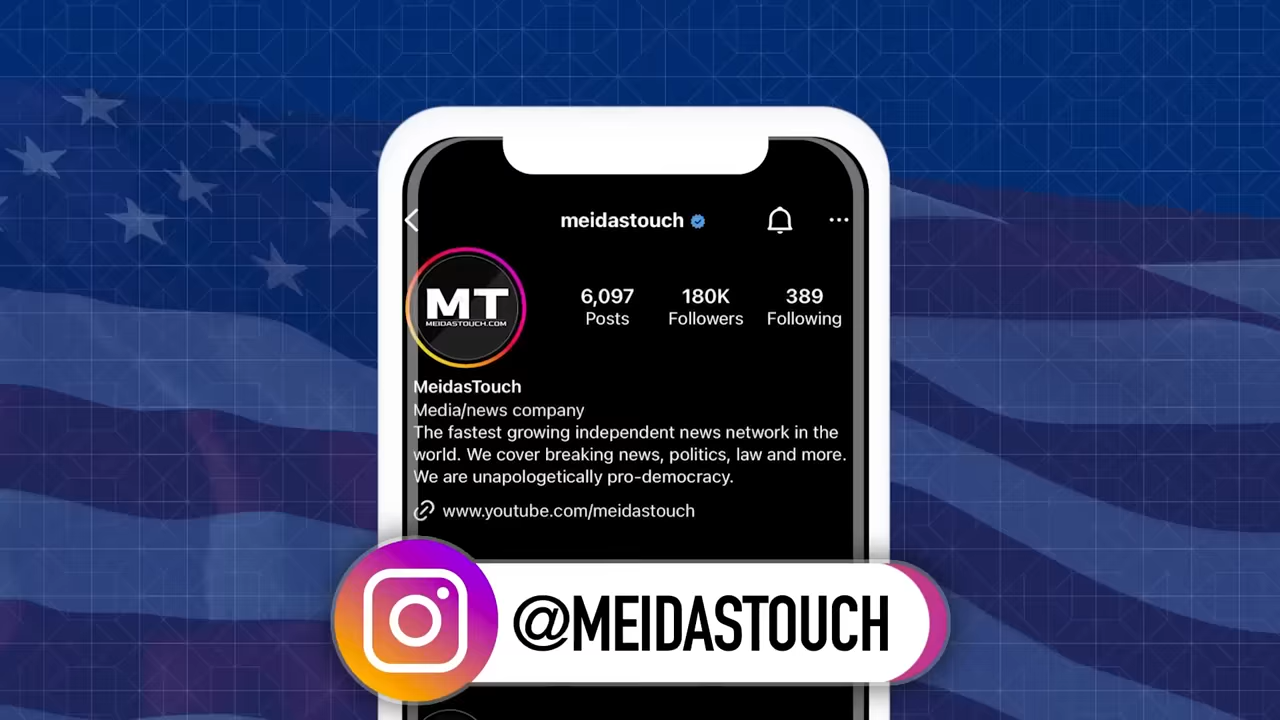 meidastouch
MT
MEIDASTOUCH.COM
6,097 180K 389
Posts Followers Following
MeidasTouch
Media/news company
The fastest growing independent news network in the
world. We cover breaking news, politics, law and more.
We are unapologetically pro-democracy.
www.youtube.com/meidastouch
@MEIDASTOUCH